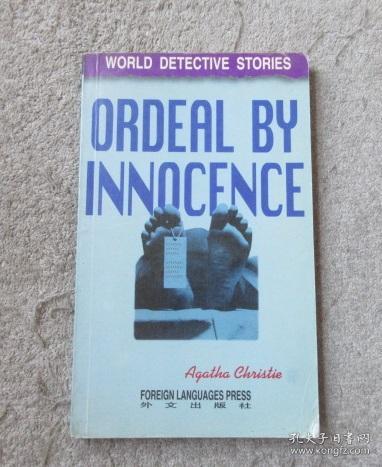 WORLD DETECTIVE STORIES
ORDEAL BY
INNOCENCE
Agatha Christie
FOREIGN LANGUAGES PRESS
外文出版社
孔夫子旧书网
www.kongfz.com